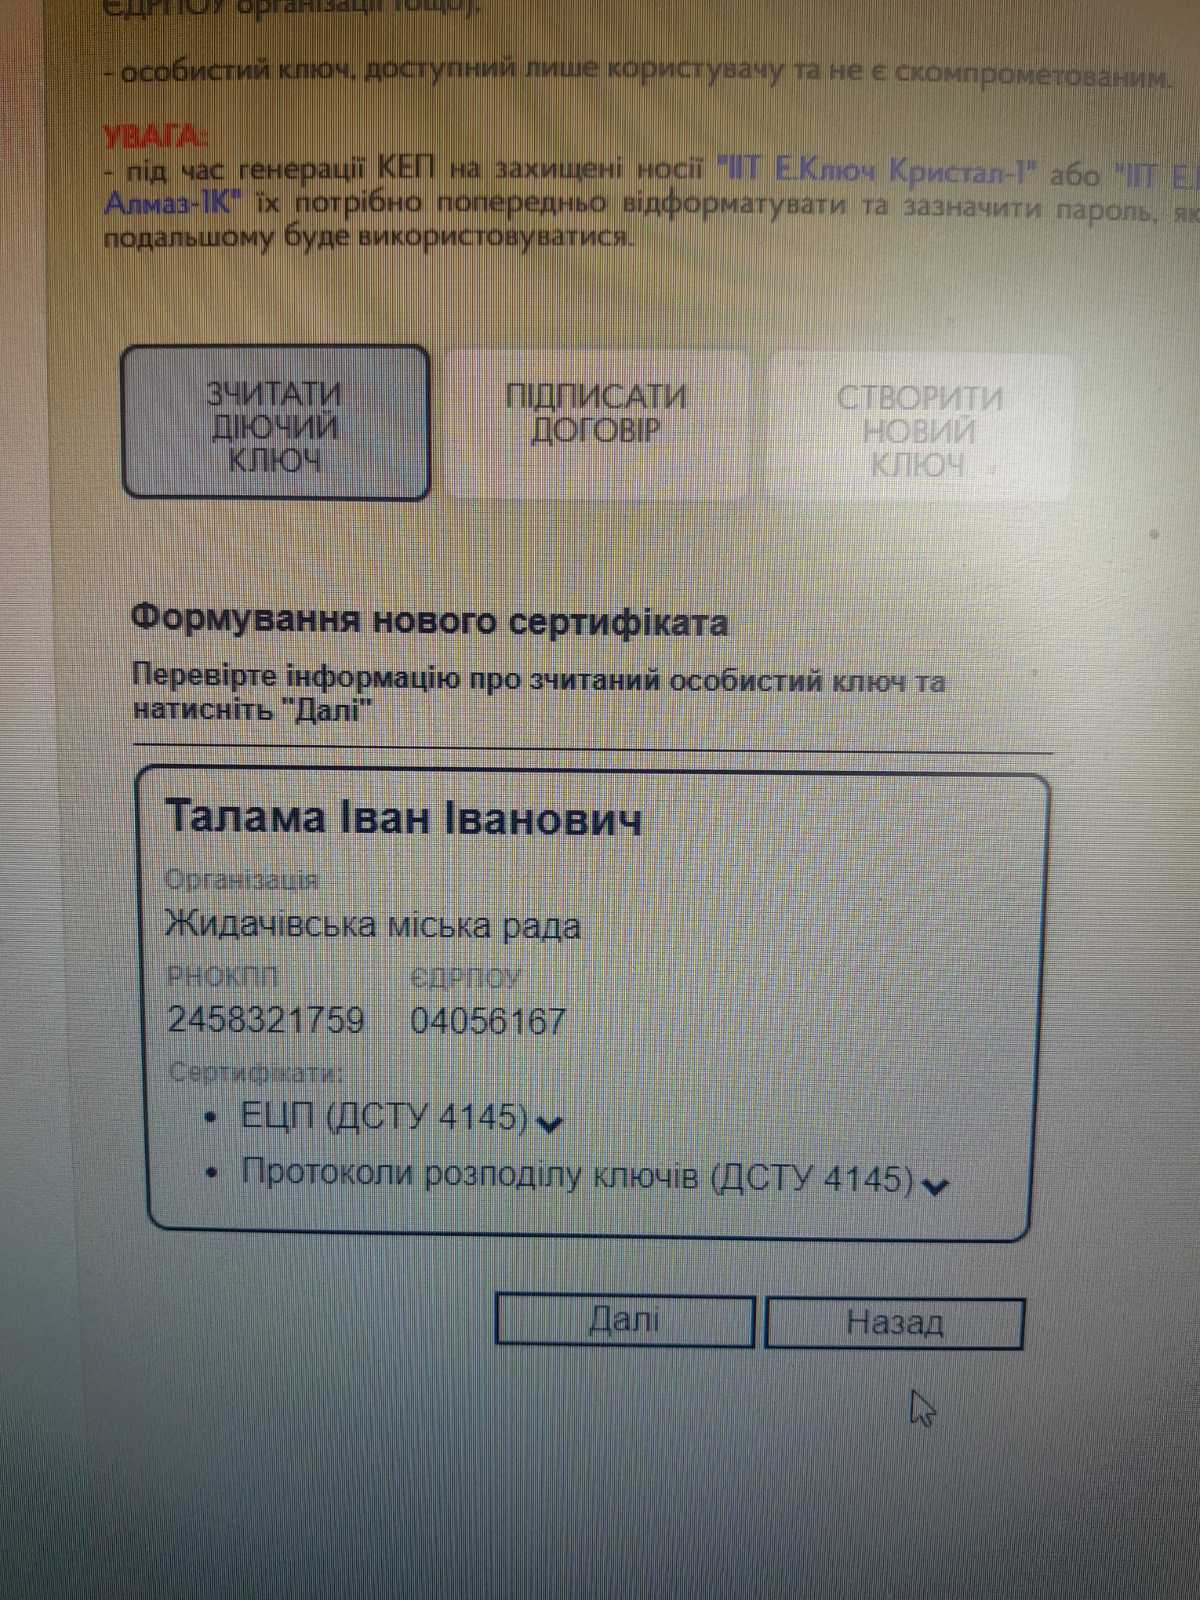 ЄДРПОУ організації тощо);
- особистий ключ, доступний лише користувачу та не є скомпрометованим.
УВАГА:
- під час генерації КЕП на захищені носії "ІІТ Е.Ключ Кристал-1" або "ІІТ Е.
Алмаз-1К" їх потрібно попередньо відформатувати та зазначити пароль, як
подальшому буде використовуватися.
ЗЧИТАТИ
ДІЮЧИЙ
КЛЮЧ
ПІДПИСАТИ
ДОГОВІР
СТВОРИТИ
НОВИЙ
КЛЮЧ
Формування нового сертифіката
Перевірте інформацію про зчитаний особистий ключ та
натисніть "Далі"
Талама Іван Іванович
Організація
Жидачівська міська рада
РНОКПП ЄДРПОУ
2458321759 04056167
Сертифікати:
• ЕЦП (ДСТУ 4145)
• Протоколи розподілу ключів (ДСТУ 4145)
Далі Назад